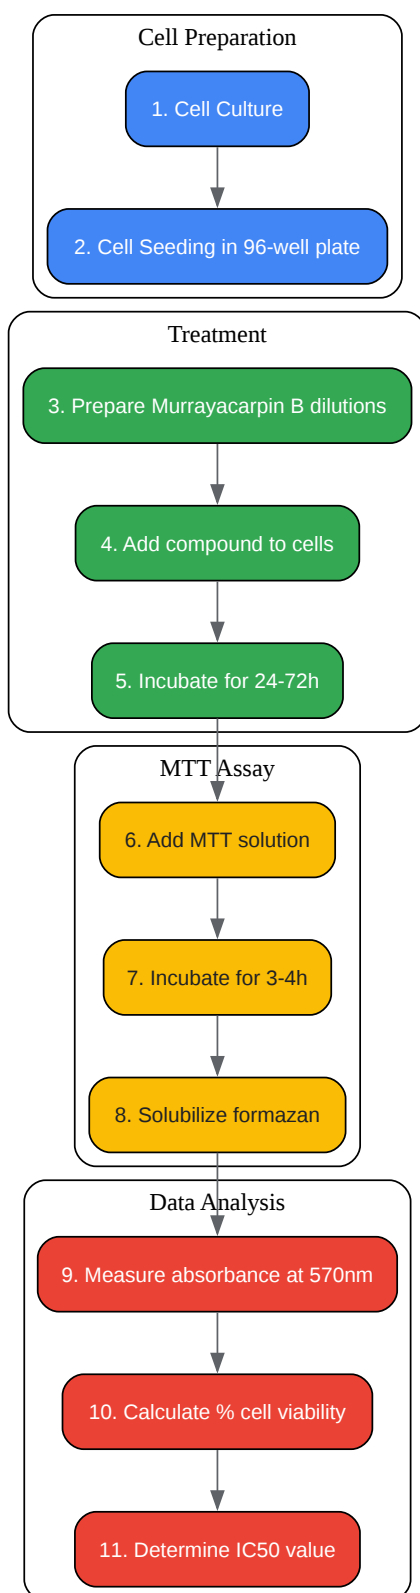 Cell Preparation
1. Cell Culture
2. Cell Seeding in 96-well plate
Treatment
3. Prepare Murrayacarpin B dilutions
4. Add compound to cells
5. Incubate for 24-72h
MTT Assay
6. Add MTT solution
7. Incubate for 3-4h
8. Solubilize formazan
Data Analysis
9. Measure absorbance at 570nm
10. Calculate % cell viability
11. Determine IC50 value